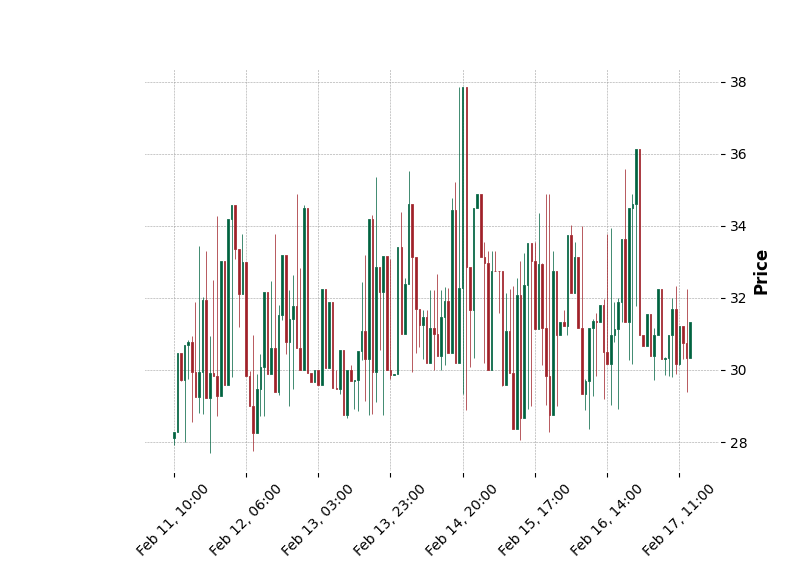 38
36
34
32
30
28
Price
Feb 11, 10:00
Feb 12, 06:00
Feb 13, 03:00
Feb 13, 23:00
Feb 14, 20:00
Feb 15, 17:00
Feb 16, 14:00
Feb 17, 11:00